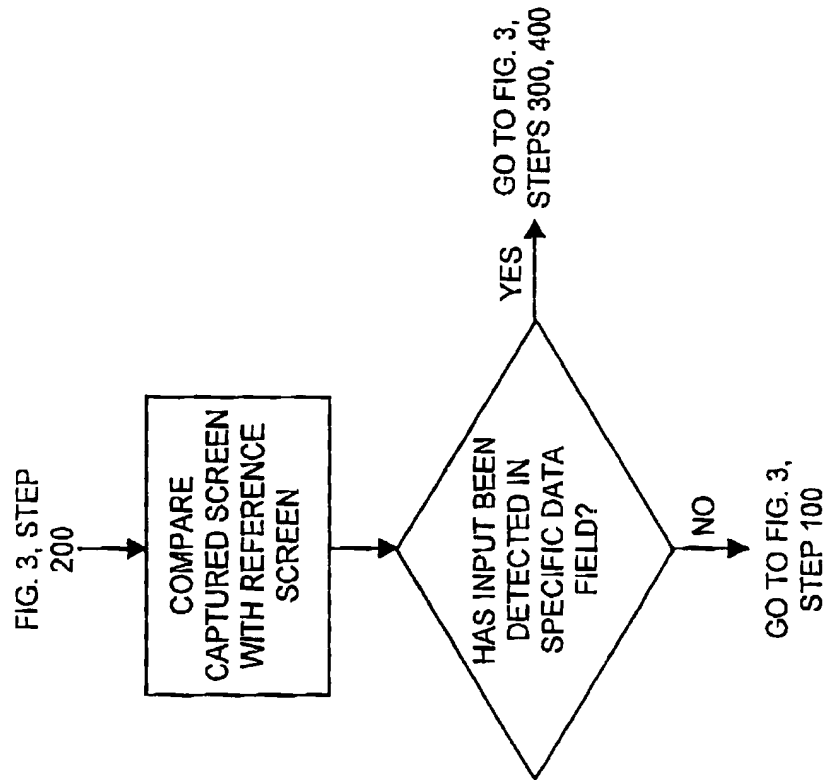 FIG. 3, STEP
200
COMPARE
CAPTURED SCREEN
WITH REFERENCE
SCREEN
HAS INPUT BEEN
DETECTED IN
SPECIFIC DATA
FIELD?
YES
GO TO FIG. 3,
STEPS 300, 400
NO
GO TO FIG. 3,
STEP 100